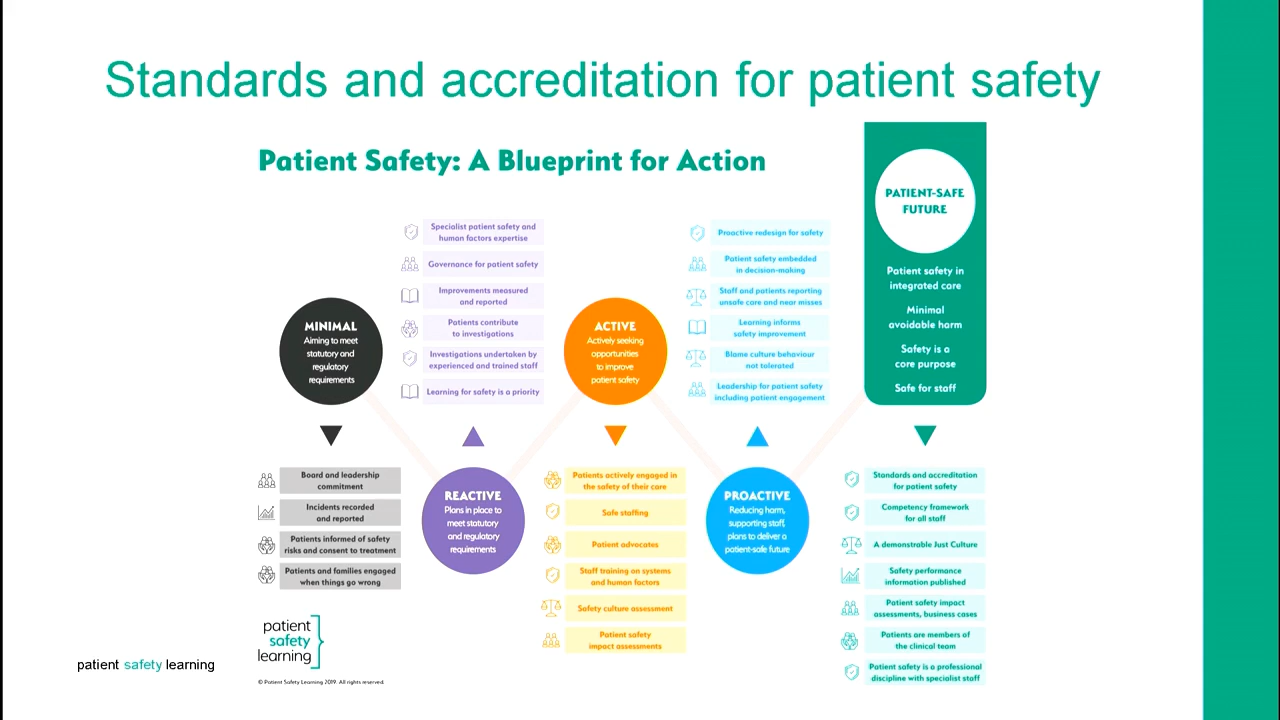 Standards and accreditation for patient safety
Patient Safety: A Blueprint for Action
MINIMAL
Aiming to meet
statutory and
regulatory
requirements
Board and leadership
commitment
Incidents recorded
and reported
Patients informed of safety
risks and consent to treatment
Patients and families engaged
when things go wrong
Specialist patient safety and
human factors expertise
Governance for patient safety
Improvements measured
and reported
Patients contribute
to investigations
Investigations undertaken by
experienced and trained staff
Learning for safety is a priority
REACTIVE
Plans in place to
meet statutory
and regulatory
requirements
ACTIVE
Actively seeking
opportunities
to improve
patient safety
Patients actively engaged in
the safety of their care
Safe staffing
Patient advocates
Staff training on systems
and human factors
Safety culture assessment
Patient safety
impact assessments
Proactive redesign for safety
Patient safety embedded
in decision-making
Staff and patients reporting
unsafe care and near misses
Learning informs
safety improvement
Blame culture behaviour
not tolerated
Leadership for patient safety
including patient engagement
PROACTIVE
Reducing harm,
supporting staff,
plans to deliver a
patient-safe future
PATIENT-SAFE
FUTURE
Patient safety in
integrated care
Minimal
avoidable harm
Safety is a
core purpose
Safe for staff
Standards and accreditation
for patient safety
Competency framework
for all staff
A demonstrable Just Culture
Safety performance
information published
Patient safety impact
assessments, business cases
Patients are members of
the clinical team
Patient safety is a professional
discipline with specialist staff
patient
safety
learning
patient safety learning
© Patient Safety Learning 2019. All rights reserved.